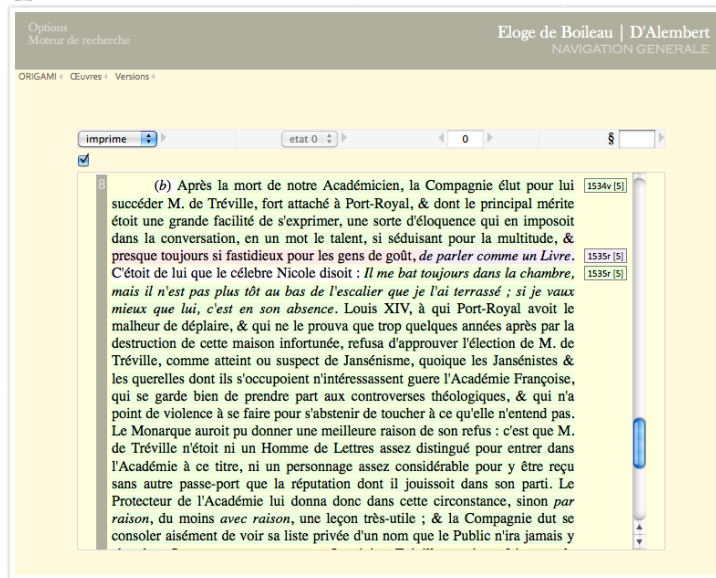 Options
Moteur de recherche
Eloge de Boileau | D'Alembert
NAVIGATION GENERALE
ORIGAMI Œuvres Versions
imprime etat 0 0 §
8
(b) Après la mort de notre Académicien, la Compagnie élut pour lui 1534v [5]
succéder M. de Tréville, fort attaché à Port-Royal, & dont le principal mérite
étoit une grande facilité de s'exprimer, une sorte d'éloquence qui en imposoit
dans la conversation, en un mot le talent, si séduisant pour la multitude, &
presque toujours si fastidieux pour les gens de goût, de parler comme un Livre. 1535r [5]
C'étoit de lui que le célebre Nicole disoit : Il me bat toujours dans la chambre, 1535r [5]
mais il n'est pas plus tôt au bas de l'escalier que je l'ai terrassé ; si je vaux
mieux que lui, c'est en son absence. Louis XIV, à qui Port-Royal avoit le
malheur de déplaire, & qui ne le prouva que trop quelques années après par la
destruction de cette maison infortunée, refusa d'approuver l'élection de M. de
Tréville, comme atteint ou suspect de Jansénisme, quoique les Jansénistes &
les querelles dont ils s'occupoient n'intéressassent guere l'Académie Françoise,
qui se garde bien de prendre part aux controverses théologiques, & qui n'a
point de violence à se faire pour s'abstenir de toucher à ce qu'elle n'entend pas.
Le Monarque auroit pu donner une meilleure raison de son refus : c'est que M.
de Tréville n'étoit ni un Homme de Lettres assez distingué pour entrer dans
l'Académie à ce titre, ni un personnage assez considérable pour y être reçu
sans autre passe-port que la réputation dont il jouissoit dans son parti. Le
Protecteur de l'Académie lui donna donc dans cette circonstance, sinon par
raison, du moins avec raison, une leçon très-utile ; & la Compagnie dut se
consoler aisément de voir sa liste privée d'un nom que le Public n'ira jamais y